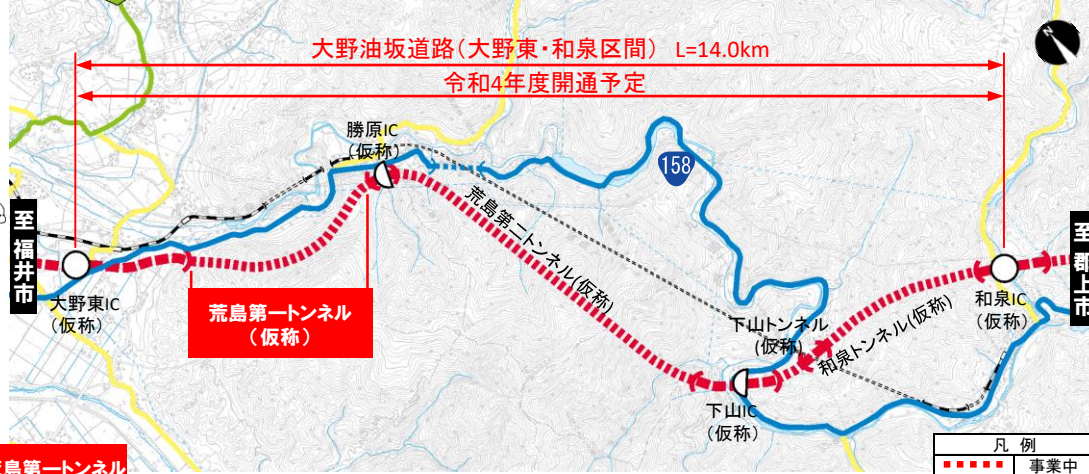 大野油坂道路(大野東・和泉区間) L=14.0km
令和4年度開通予定
勝原IC
(仮称)
158
N
至 福井市
荒島第二トンネル(仮称)
至 郡上市
大野東IC
(仮称)
荒島第一トンネル
(仮称)
下山トンネル
(仮称)
和泉トンネル(仮称)
和泉IC
(仮称)
下山IC
(仮称)
凡 例
事業中
島第一トンネル